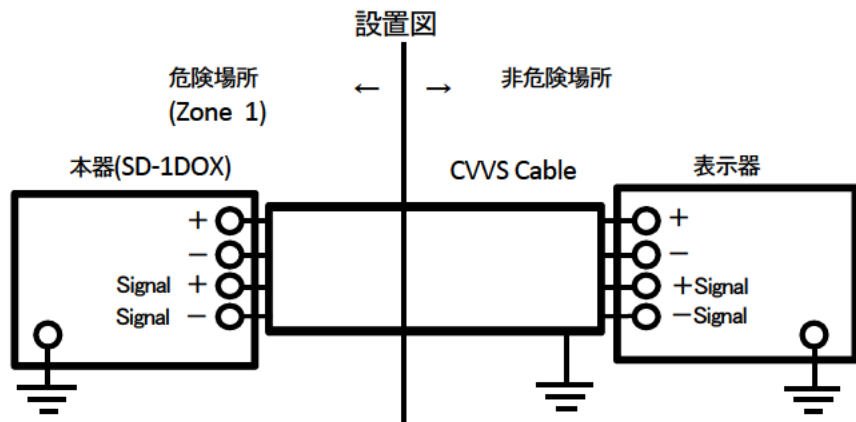 設置図
危険場所
(Zone 1)
← →
非危険場所
本器(SD-1DOX)
CVVS Cable
表示器
+
−
Signal +
Signal −
+
−
+Signal
−Signal